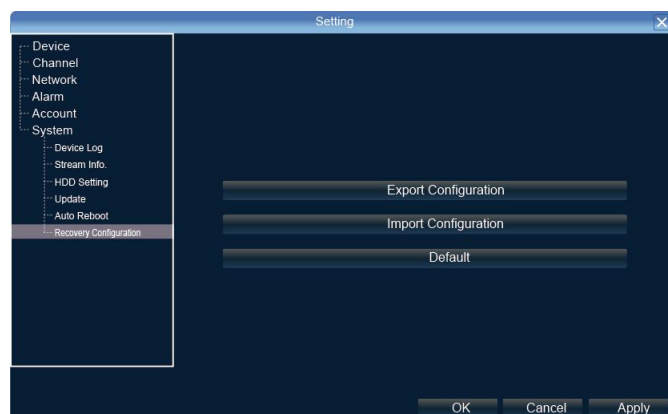 Setting
Device
Channel
Network
Alarm
Account
System
Device Log
Stream Info.
HDD Setting
Update
Auto Reboot
Recovery Configuration
Export Configuration
Import Configuration
Default
OK Cancel Apply